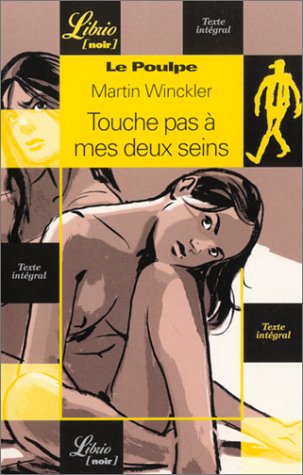 Librio
[noir]
Texte
intégral
Le Poulpe
Martin Winckler
Touche pas à
mes deux seins
Texte
intégral
Texte
intégral
Librio
[noir]